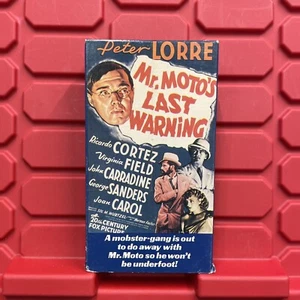 Peter LORRE
Mr. MOTO'S
LAST
WARNING
Ricardo CORTEZ
Virginia FIELD
John CARRADINE
George SANDERS
Joan CAROL
20TH CENTURY
FOX PICTURE
A mobster-gang is out
to do away with
Mr. Moto so he won't
be underfoot!